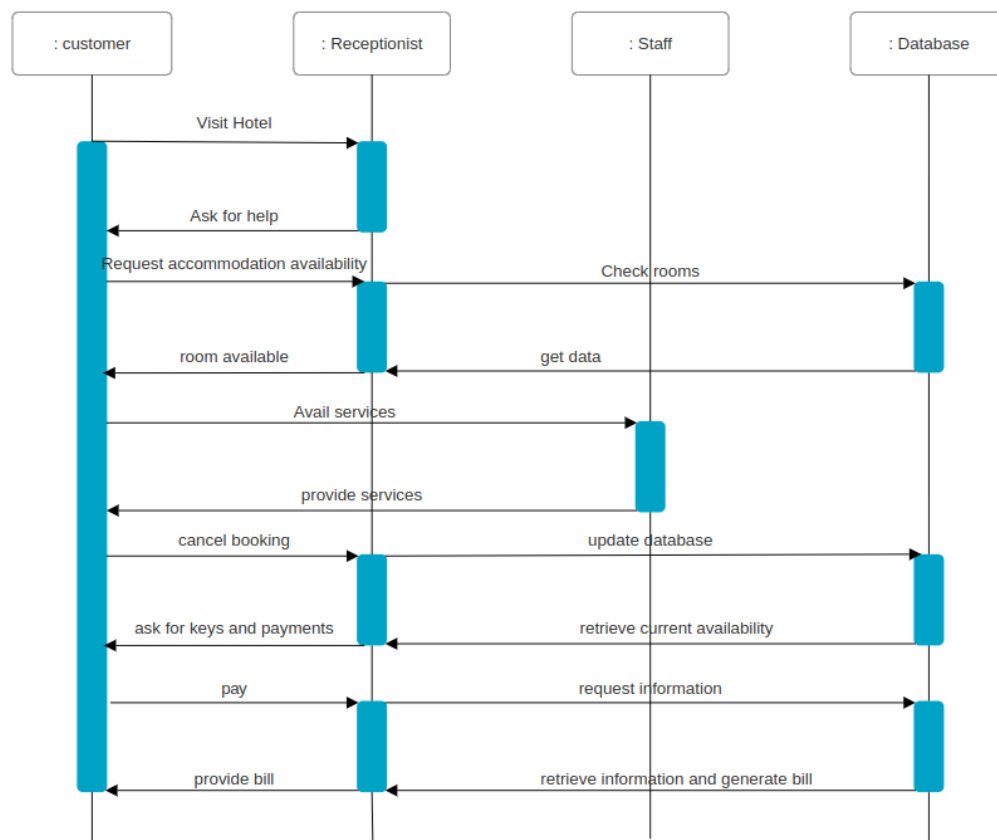 : customer
: Receptionist
: Staff
: Database
Visit Hotel
Ask for help
Request accommodation availability
Check rooms
room available
get data
Avail services
provide services
cancel booking
update database
ask for keys and payments
retrieve current availability
pay
request information
provide bill
retrieve information and generate bill